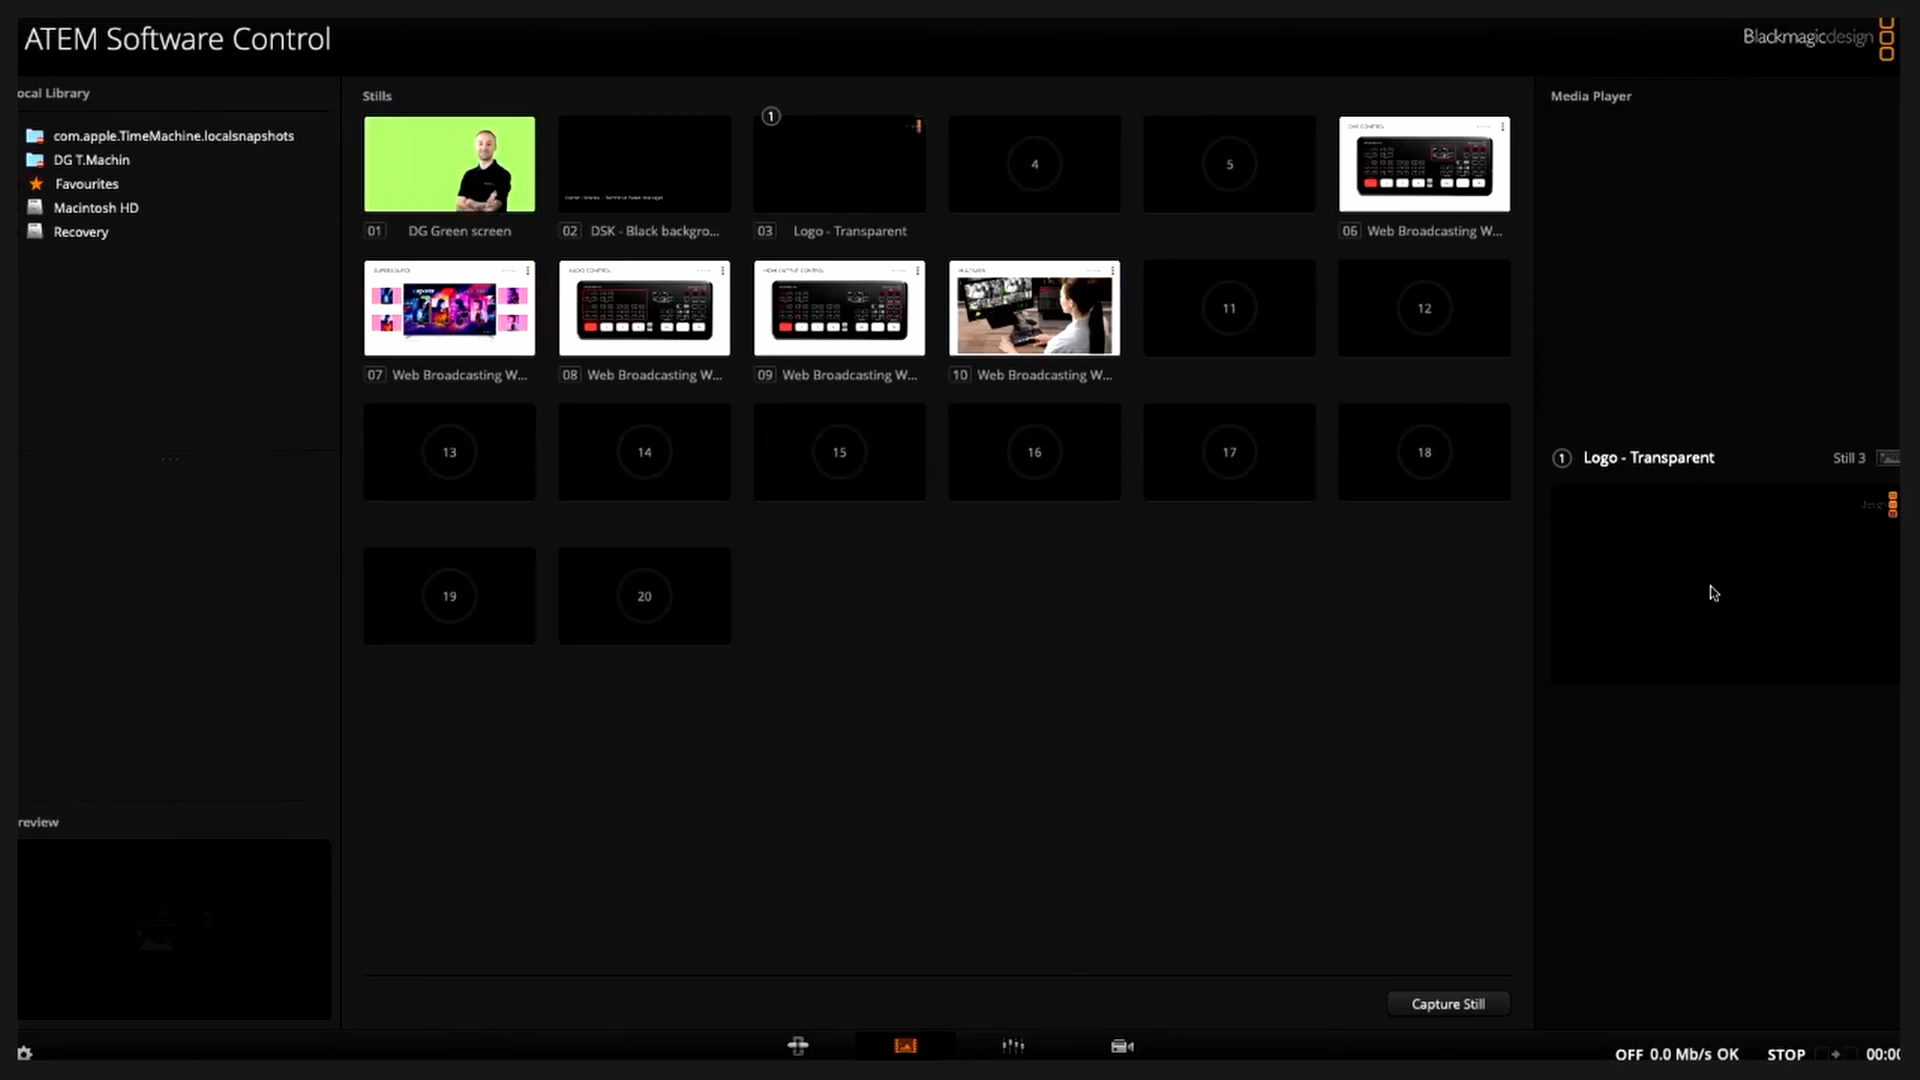 ATEM Software Control
Blackmagicdesign
ocal Library
com.apple.TimeMachine.localsnapshots
DG T.Machin
Favourites
Macintosh HD
Recovery
Stills
1
4
5
01 DG Green screen
02 DSK - Black backgro...
03 Logo - Transparent
06 Web Broadcasting W...
11
12
07 Web Broadcasting W...
08 Web Broadcasting W...
09 Web Broadcasting W...
10 Web Broadcasting W...
13
14
15
16
17
18
19
20
Capture Still
Media Player
1 Logo - Transparent Still 3
design
review
OFF 0.0 Mb/s OK STOP 00:00